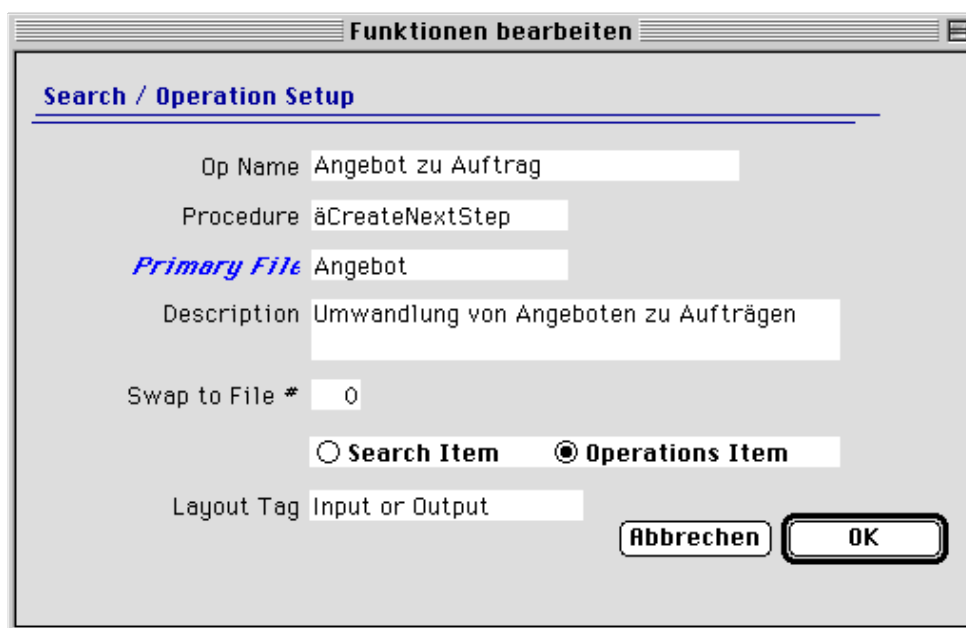 Funktionen bearbeiten
Search / Operation Setup
Op Name Angebot zu Auftrag
Procedure äCreateNextStep
Primary File Angebot
Description Umwandlung von Angeboten zu Aufträgen
Swap to File # 0
Search Item Operations Item
Layout Tag Input or Output
Abbrechen OK